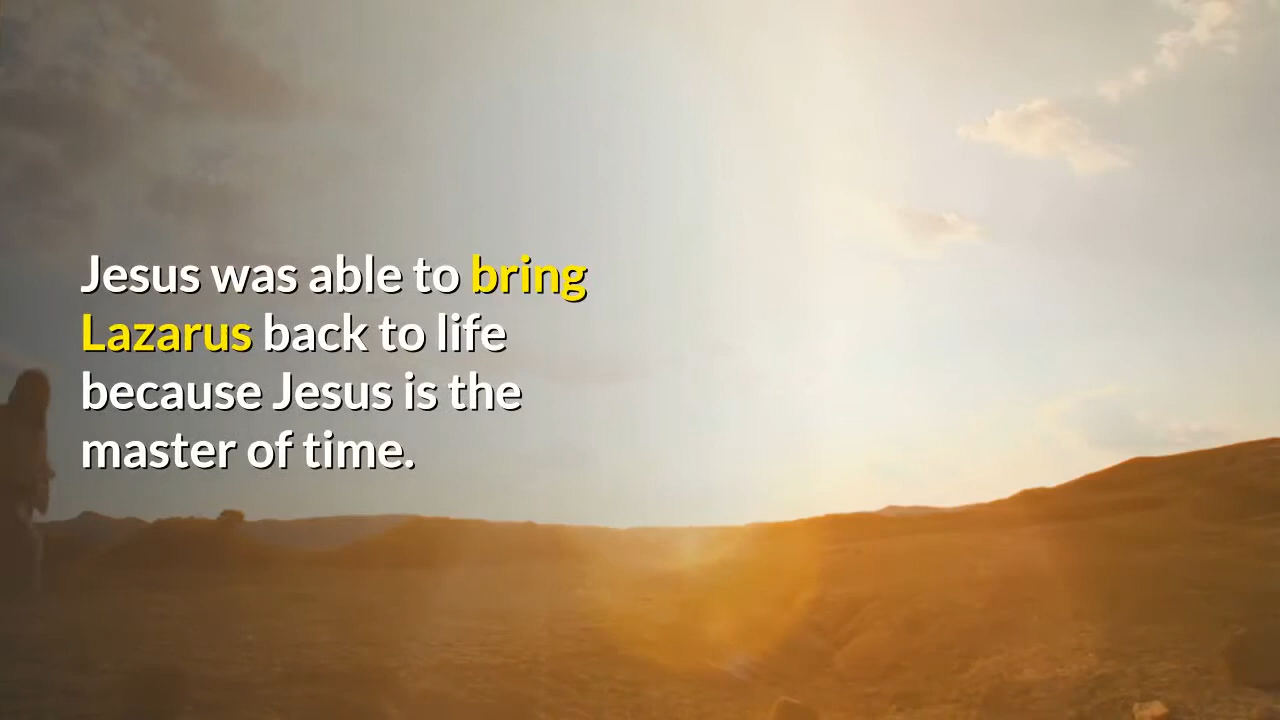 Jesus was able to bring
Lazarus back to life
because Jesus is the
master of time.